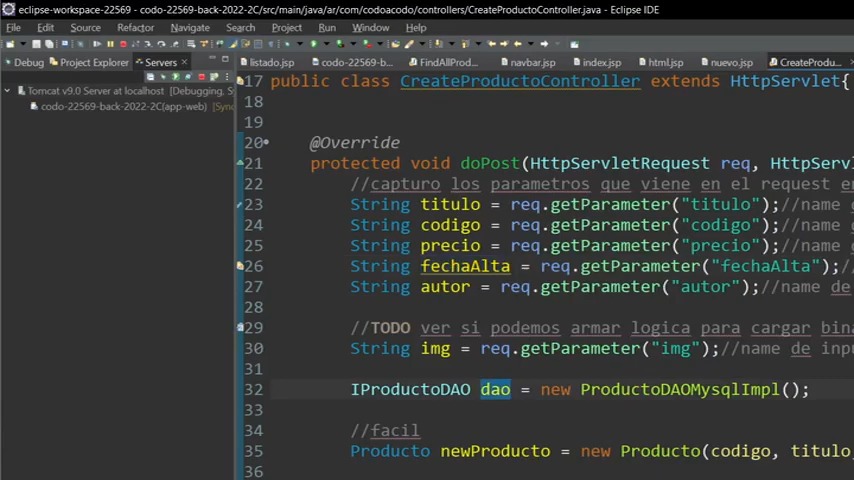 eclipse-workspace-22569 - codo-22569-back-2022-2C/src/main/java/ar/com/codoacodo/controllers/CreateProductoController.java - Eclipse IDE
File Edit Source Refactor Navigate Search Project Run Window Help
Debug Project Explorer Servers
listado.jsp codo-22569-b... FindAllProd... navbar.jsp index.jsp html.jsp nuevo.jsp CreateProdu...
Tomcat v9.0 Server at localhost [Debugging, S
codo-22569-back-2022-2C(app-web) [Sync
17 public class CreateProductoController extends HttpServlet{
18
19
20 @Override
21 protected void doPost(HttpServletRequest req, HttpServl
22 //capturo los parametros que viene en el request en
23 String titulo = req.getParameter("titulo");//name d
24 String codigo = req.getParameter("codigo");//name d
25 String precio = req.getParameter("precio");//name d
26 String fechaAlta = req.getParameter("fechaAlta");//
27 String autor = req.getParameter("autor");//name de
28
29 //TODO ver si podemos armar logica para cargar bina
30 String img = req.getParameter("img");//name de inpu
31
32 IProductoDAO dao = new ProductoDAOMysqlImpl();
33
34 //facil
35 Producto newProducto = new Producto(codigo, titulo,
36